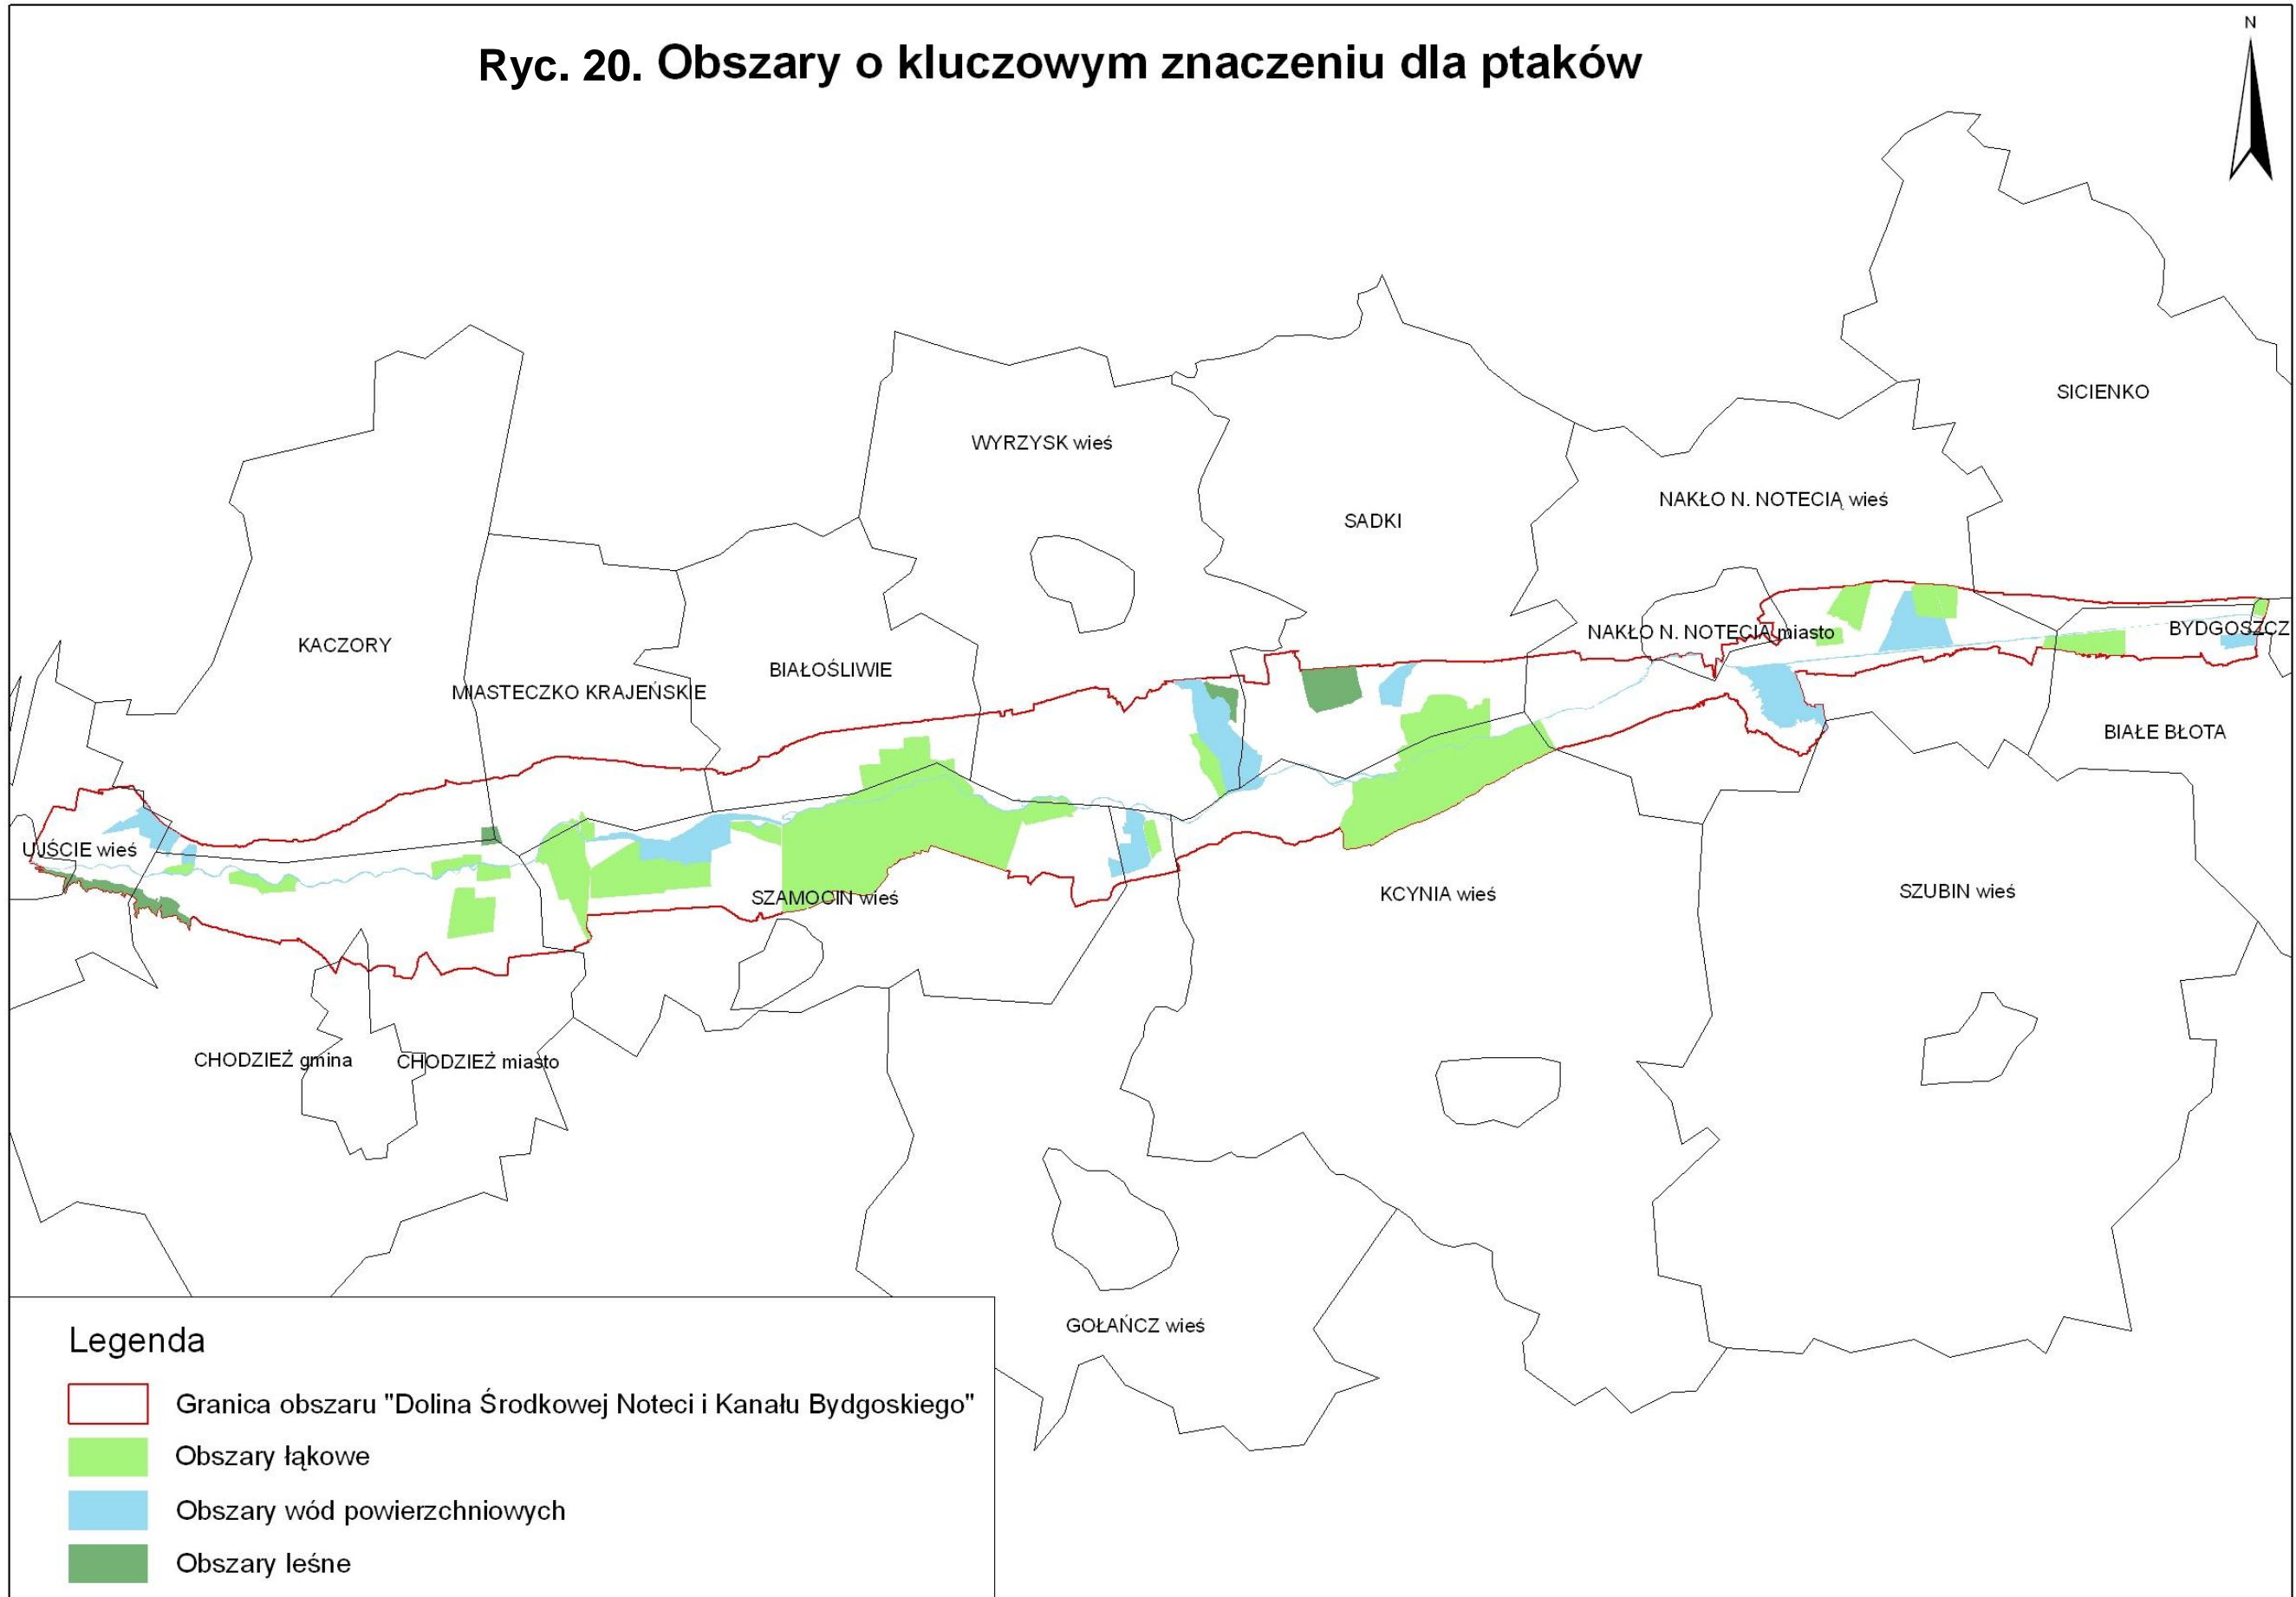 N
Ryc. 20. Obszary o kluczowym znaczeniu dla ptaków
SICIENKO
WYRZYSK wieś
NAKŁO N. NOTECIĄ wieś
SADKI
NAKŁO N. NOTECIĄ miasto
BYDGOSZCZ
KACZORY
BIAŁOŚLIWIE
MIASTECZKO KRAJEŃSKIE
BIAŁE BŁOTA
UJŚCIE wieś
SZAMOCIN wieś
KCYNIA wieś
SZUBIN wieś
CHODZIEŻ gmina
CHODZIEŻ miasto
GOŁAŃCZ wieś
Legenda
Granica obszaru "Dolina Środkowej Noteci i Kanału Bydgoskiego"
Obszary łąkowe
Obszary wód powierzchniowych
Obszary leśne